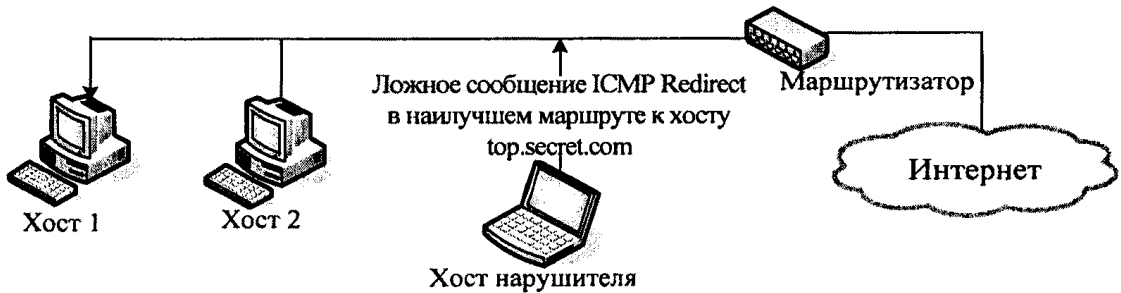 Ложное сообщение ICMP Redirect
в наилучшем маршруте к хосту
top.secret.com
Маршрутизатор
Интернет
Хост 1
Хост 2
Хост нарушителя